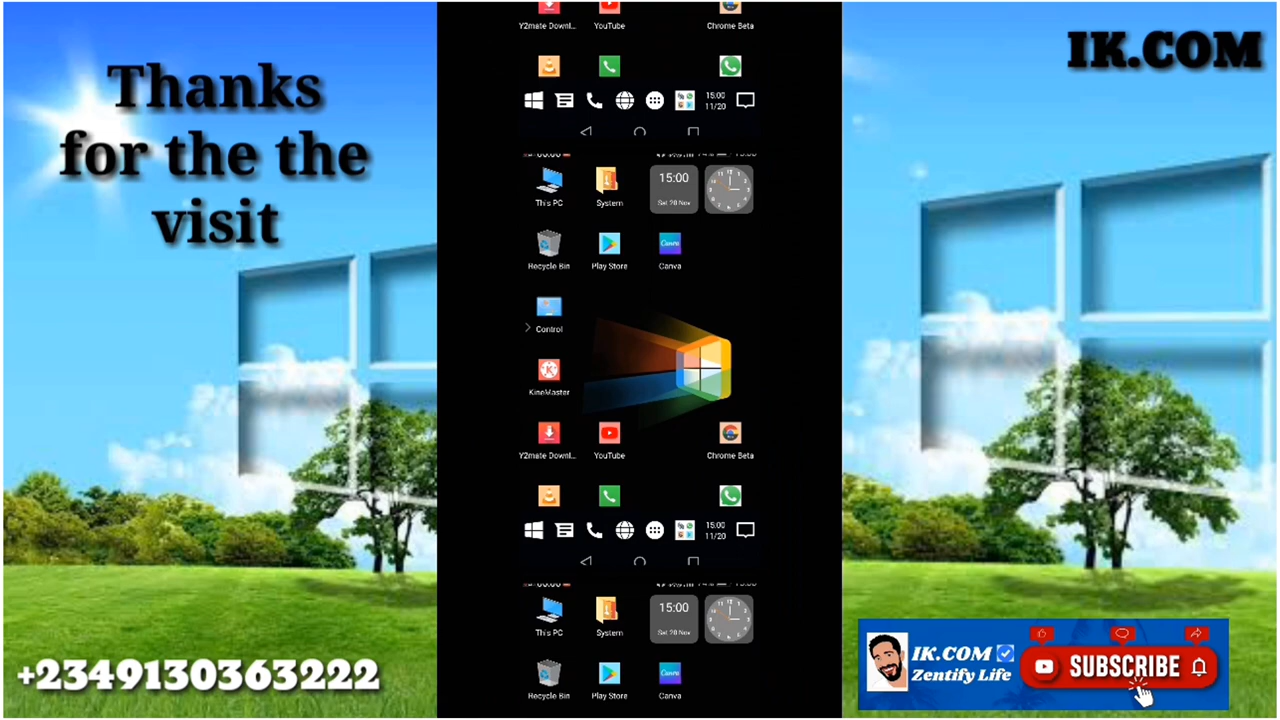 Thanks
for the the
visit
+2349130363222
Y2mate Downl... YouTube Chrome Beta
15:00
11/20
This PC System
15:00
Sat 20 Nov
Recycle Bin Play Store Canva
Canva
Control
KineMaster
Y2mate Downl... YouTube Chrome Beta
15:00
11/20
This PC System
15:00
Sat 20 Nov
Recycle Bin Play Store Canva
Canva
IK.COM
IK.COM
Zentify Life
SUBSCRIBE